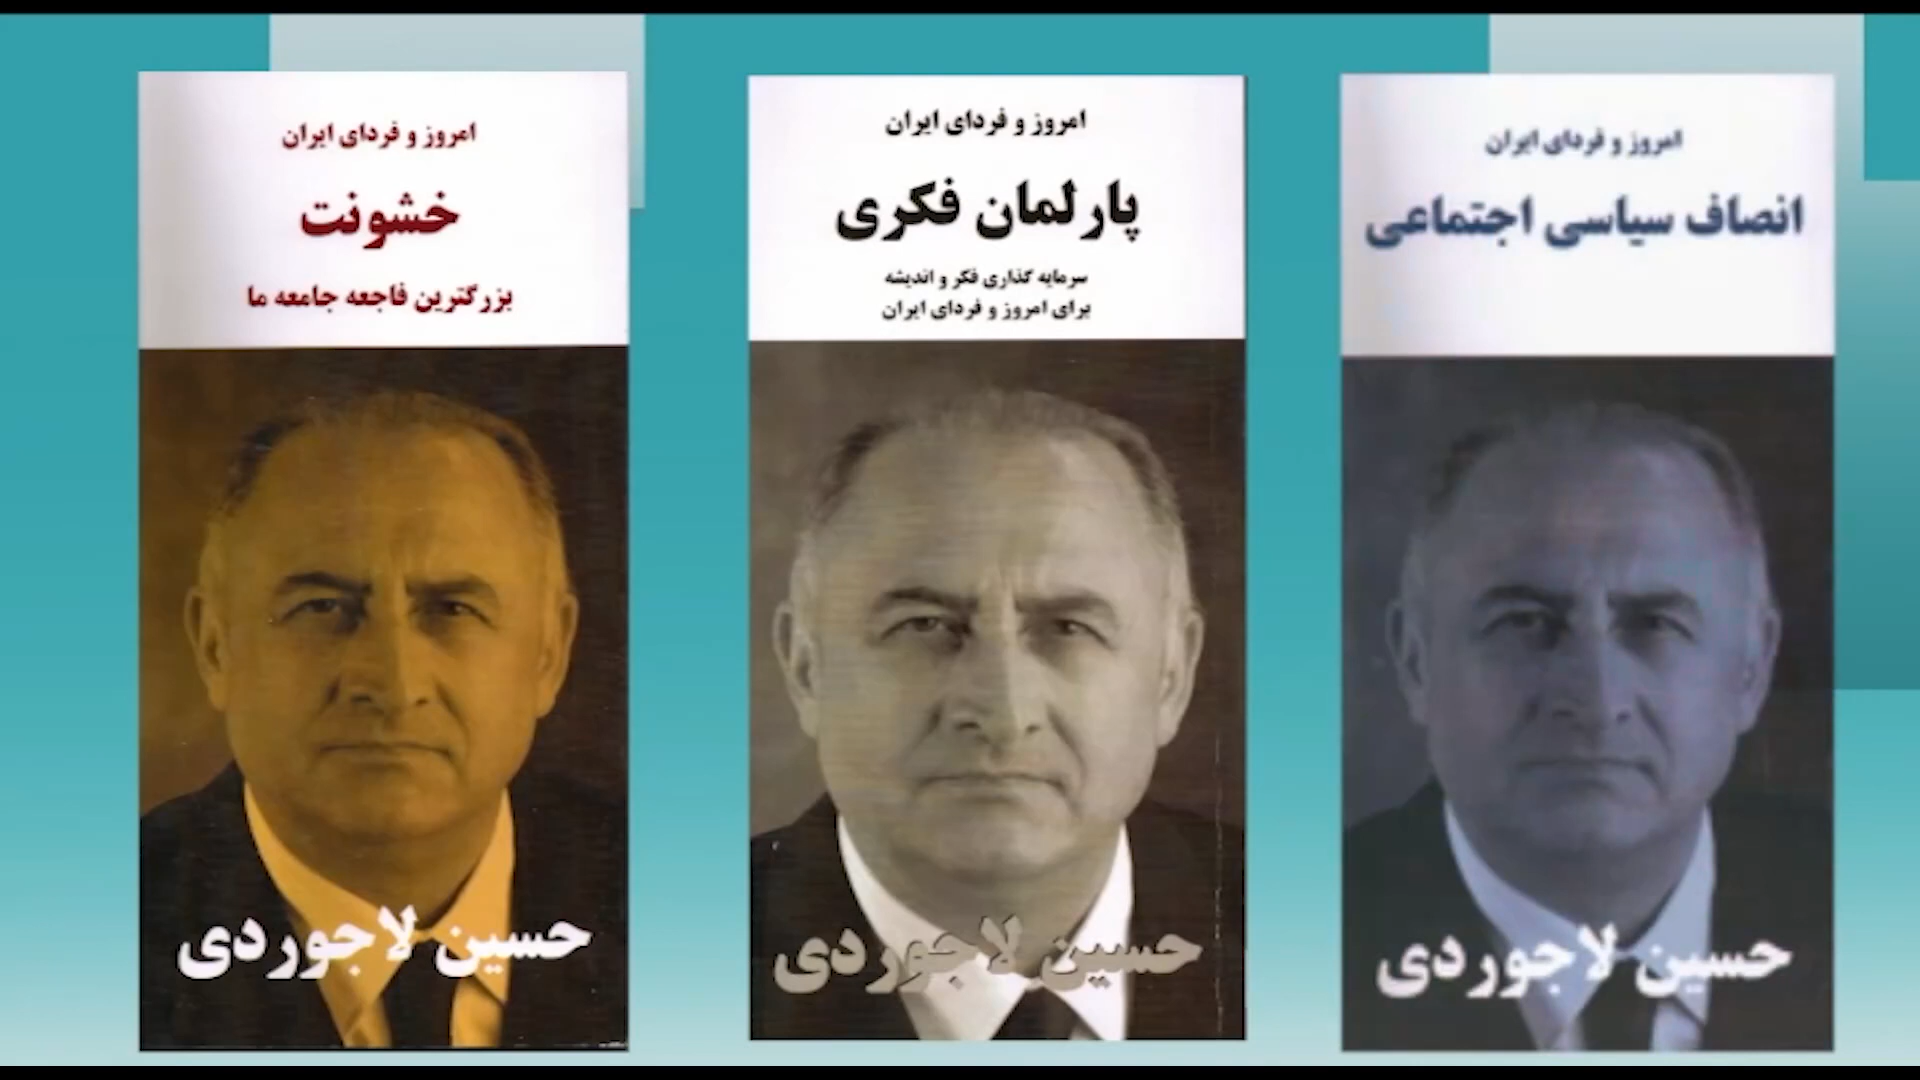 امروز و فردای ایران
انصاف سیاسی اجتماعی
حسین لاجوردی
امروز و فردای ایران
پارلمان فکری
سرمایه گذاری فکر و اندیشه
برای امروز و فردای ایران
حسین لاجوردی
امروز و فردای ایران
خشونت
بزرگترین فاجعه جامعه ما
حسین لاجوردی